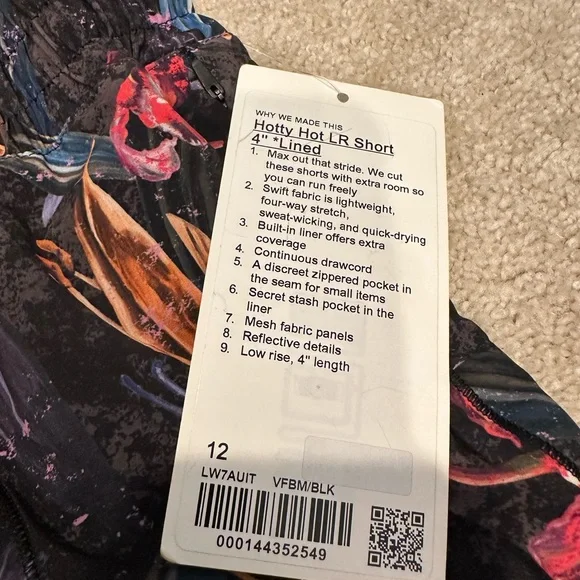 WHY WE MADE THIS
Hotty Hot LR Short
4" *Lined
1. Max out that stride. We cut
these shorts with extra room so
you can run freely
2. Swift fabric is lightweight,
four-way stretch,
sweat-wicking, and quick-drying
3. Built-in liner offers extra
coverage
4. Continuous drawcord
5. A discreet zippered pocket in
the seam for small items
6. Secret stash pocket in the
liner
7. Mesh fabric panels
8. Reflective details
9. Low rise, 4" length
12
LW7AUIT VFBM/BLK
000144352549